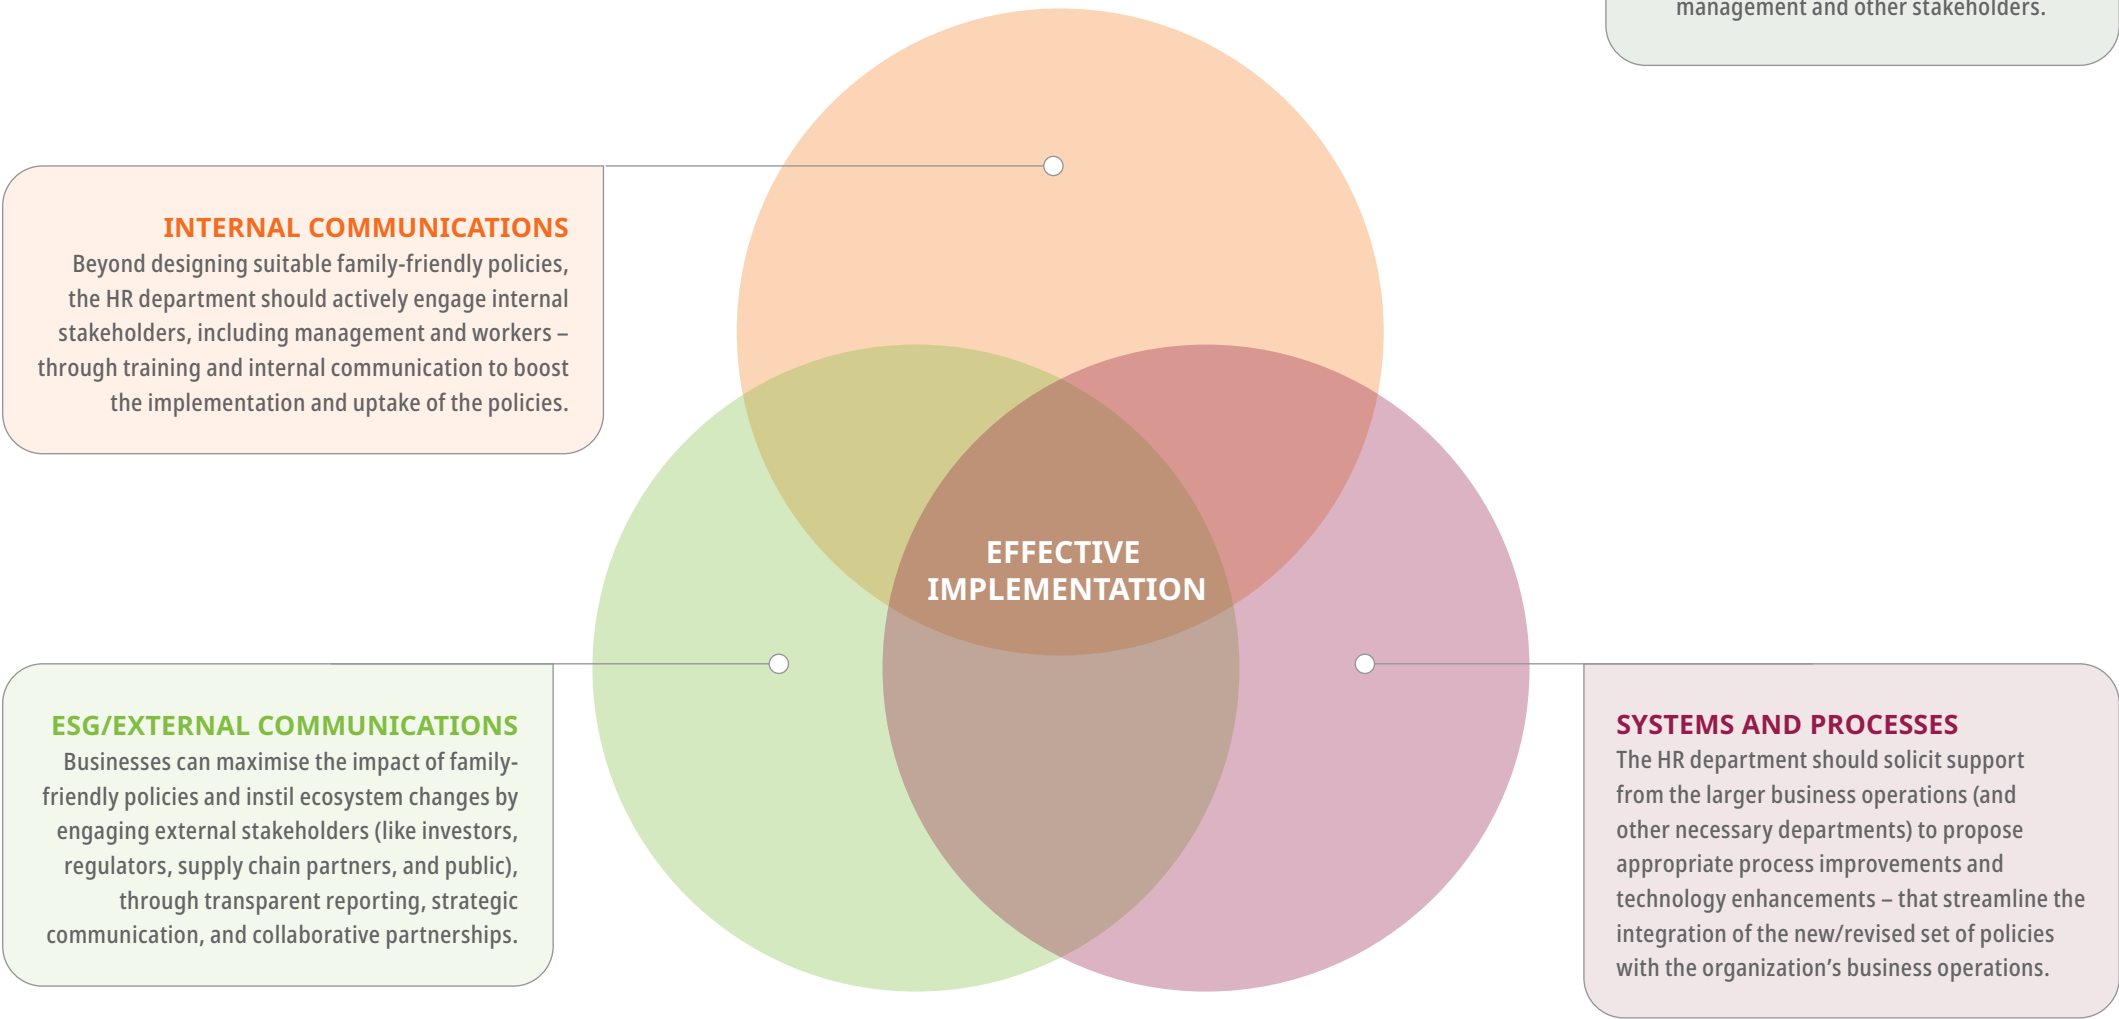 management and other stakeholders.
INTERNAL COMMUNICATIONS
Beyond designing suitable family-friendly policies,
the HR department should actively engage internal
stakeholders, including management and workers –
through training and internal communication to boost
the implementation and uptake of the policies.
EFFECTIVE
IMPLEMENTATION
ESG/EXTERNAL COMMUNICATIONS
Businesses can maximise the impact of family-
friendly policies and instil ecosystem changes by
engaging external stakeholders (like investors,
regulators, supply chain partners, and public),
through transparent reporting, strategic
communication, and collaborative partnerships.
SYSTEMS AND PROCESSES
The HR department should solicit support
from the larger business operations (and
other necessary departments) to propose
appropriate process improvements and
technology enhancements – that streamline the
integration of the new/revised set of policies
with the organization’s business operations.